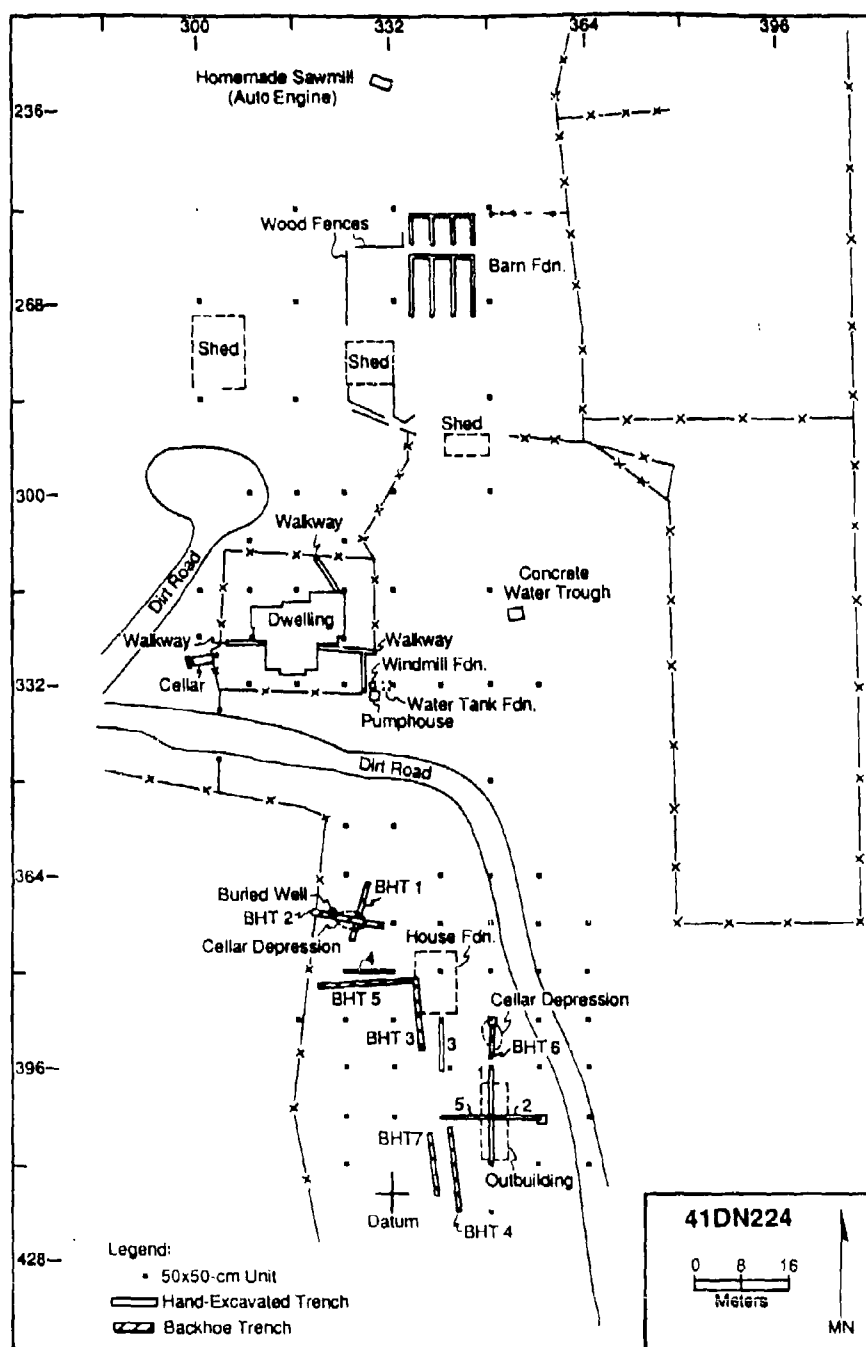 300 332 364 396
Homemade Sawmill
(Auto Engine)
236
Wood Fences
Barn Fdn.
268
Shed
Shed
Shed
300
Walkway
Dirt Road
Concrete
Water Trough
Dwelling
Walkway
Walkway
Windmill Fdn.
Cellar
332
Water Tank Fdn.
Pumphouse
Dirt Road
364
BHT 1
Buried Well
BHT 2
House Fdn.
Cellar Depression
4
BHT 5
Cellar Depression
BHT 3
3
BHT 6
396
1
5 2
BHT7
Outbuilding
Datum
BHT 4
41DN224
428
Legend:
50x50-cm Unit
Hand-Excavated Trench
Backhoe Trench
0 8 16
Meters
MN